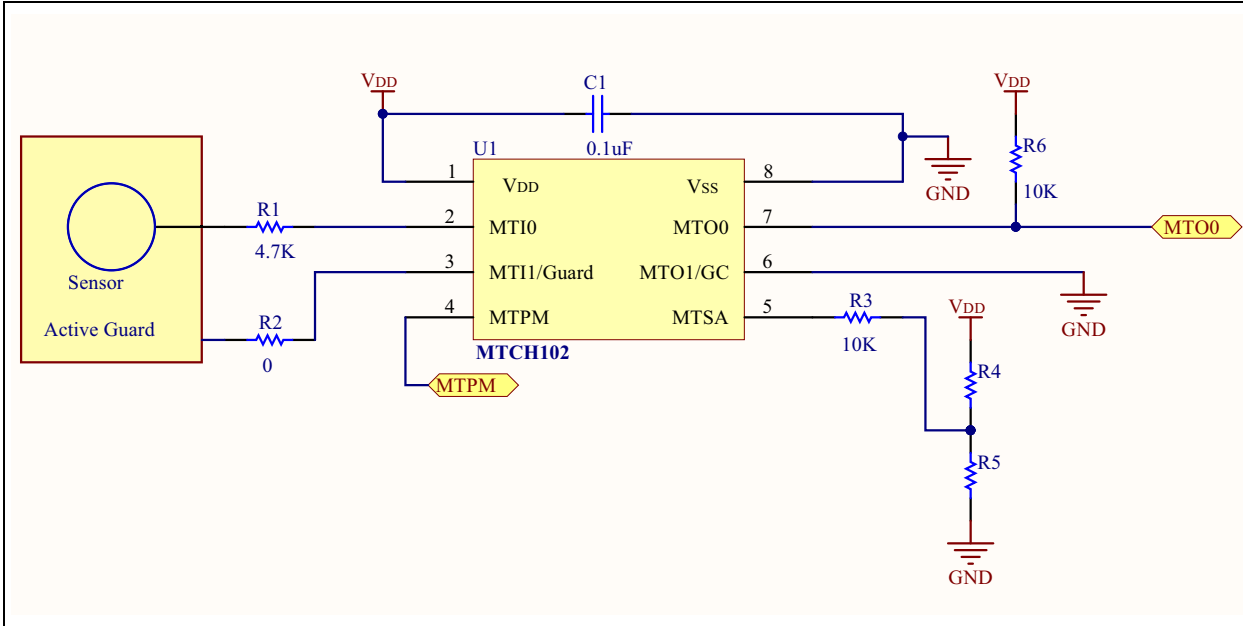 VDD
C1
0.1uF
VDD
R6
10K
GND
U1
1
VDD
VSS
8
R1
4.7K
2
MTI0
MTO0
7
MTO0
Sensor
3
MTI1/Guard
MTO1/GC
6
GND
Active Guard
R2
0
4
MTPM
MTSA
5
R3
10K
VDD
MTCH102
MTPM
R4
R5
GND